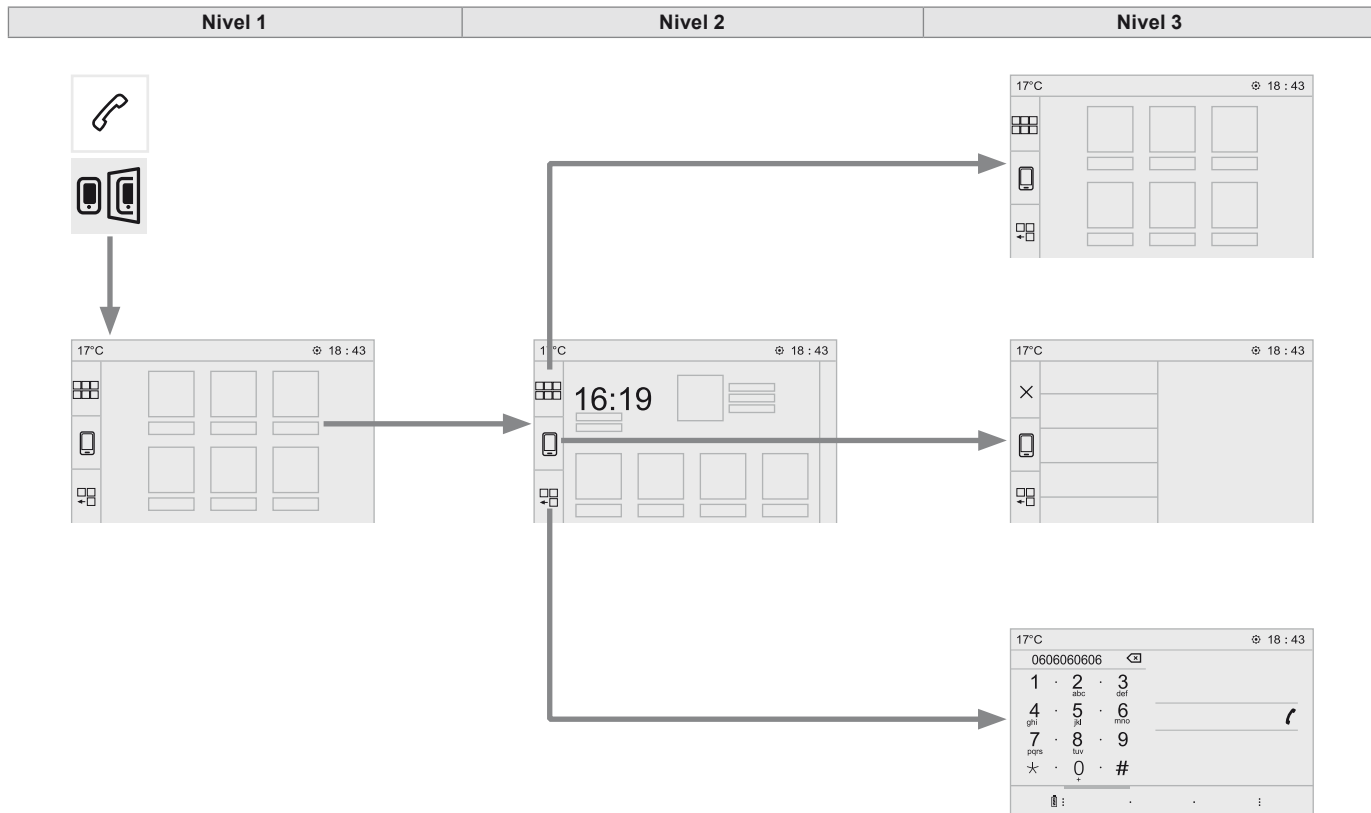 Nivel 1 Nivel 2 Nivel 3
17°C 18 : 43
17°C 18 : 43
17°C 18 : 43
16:19
17°C 18 : 43
17°C 18 : 43
0606060606
1 · 2 · 3
abc def
4 · 5 · 6
ghi jkl mno
7 · 8 · 9
pqrs tuv
* · 0 · #
+